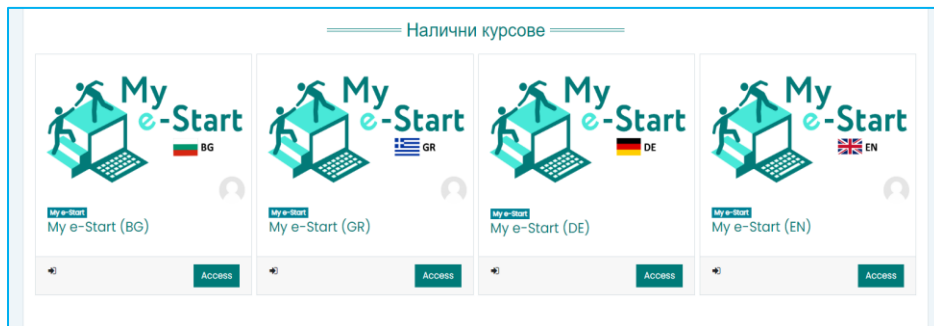 Налични курсове
My
e-Start
BG
My e-Start
My e-Start (BG)
Access
My
e-Start
GR
My e-Start
My e-Start (GR)
Access
My
e-Start
DE
My e-Start
My e-Start (DE)
Access
My
e-Start
EN
My e-Start
My e-Start (EN)
Access